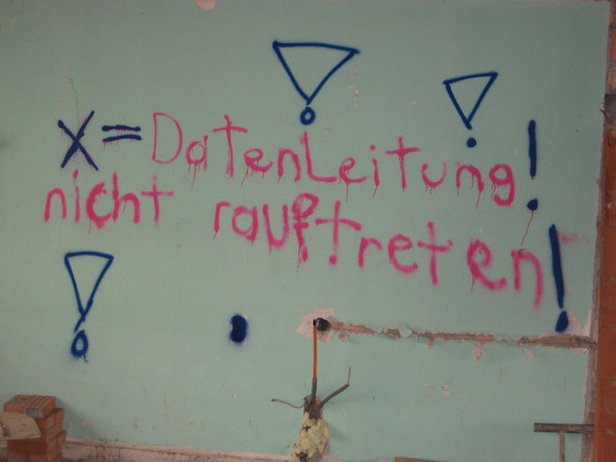 X = DatenLeitung!
nicht rauftreten!